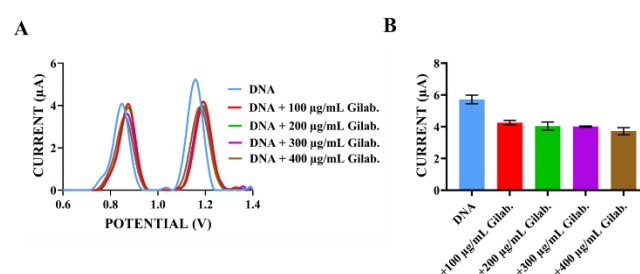 A
CURRENT (µA)
6
4
2
0
0.6
0.8
1.0
1.2
1.4
POTENTIAL (V)
DNA
DNA + 100 µg/mL Gilab.
DNA + 200 µg/mL Gilab.
DNA + 300 µg/mL Gilab.
DNA + 400 µg/mL Gilab.
B
CURRENT (µA)
8
6
4
2
0
DNA
+100 µg/mL Gilab.
+200 µg/mL Gilab.
+300 µg/mL Gilab.
+400 µg/mL Gilab.